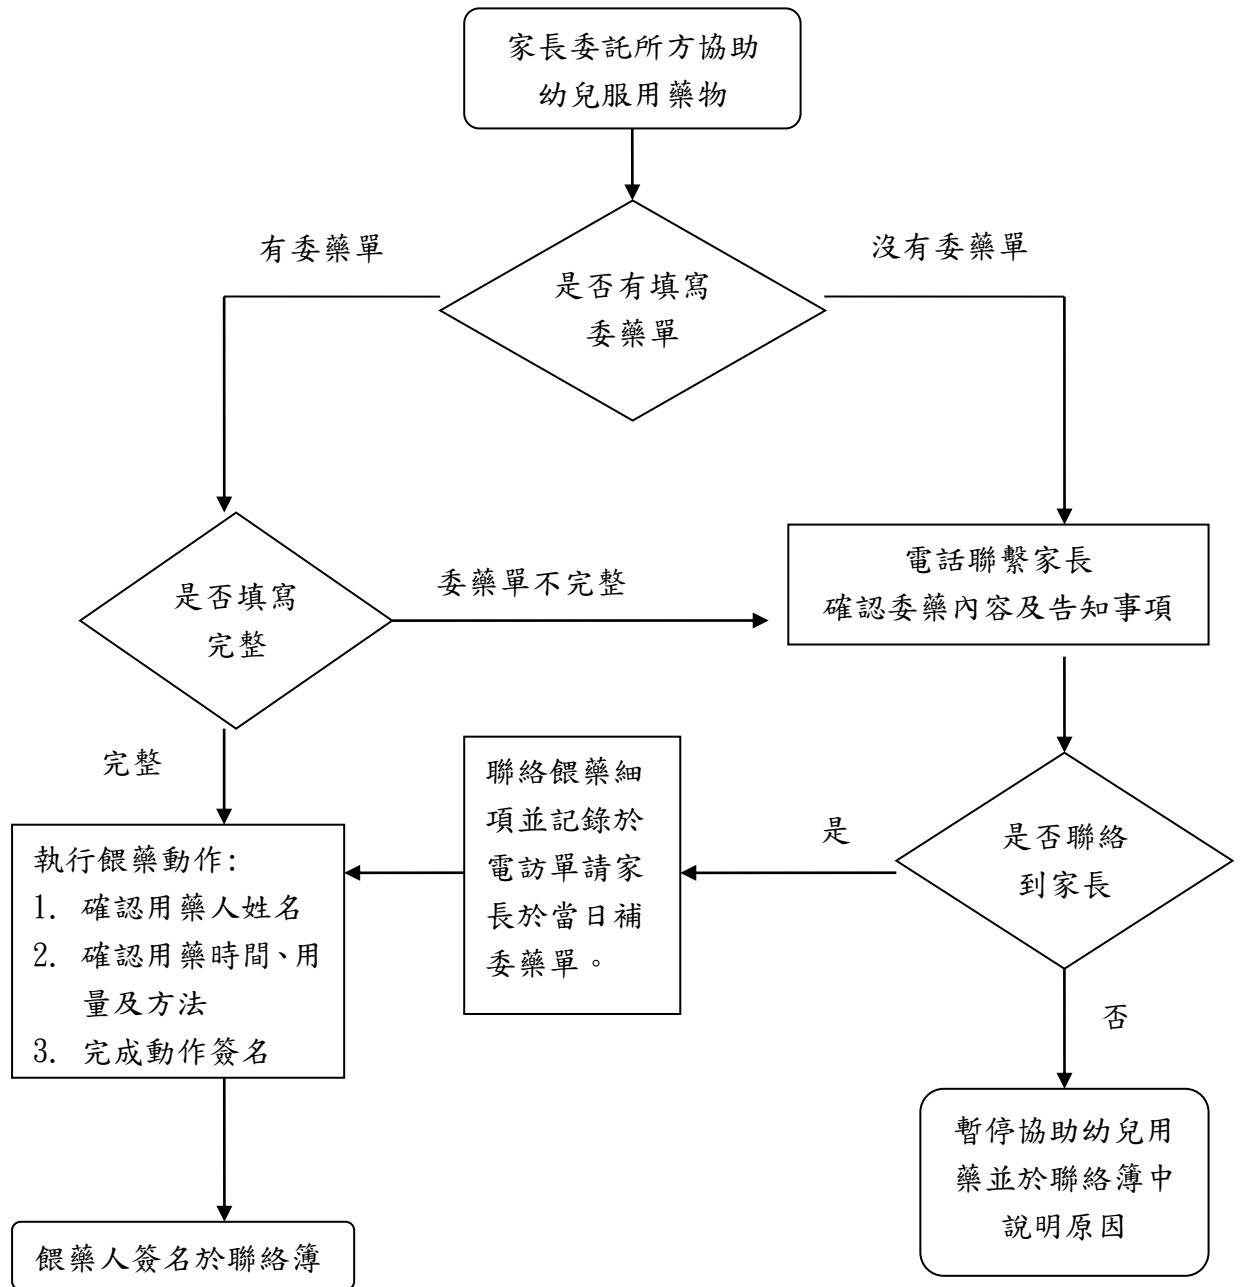 家長委託所方協助
幼兒服用藥物
有委藥單
沒有委藥單
是否有填寫
委藥單
是否填寫
完整
委藥單不完整
電話聯繫家長
確認委藥內容及告知事項
完整
聯絡餵藥細
項並記錄於
電訪單請家
長於當日補
委藥單。
是
是否聯絡
到家長
執行餵藥動作:
1. 確認用藥人姓名
2. 確認用藥時間、用
量及方法
3. 完成動作簽名
否
暫停協助幼兒用
藥並於聯絡簿中
說明原因
餵藥人簽名於聯絡簿